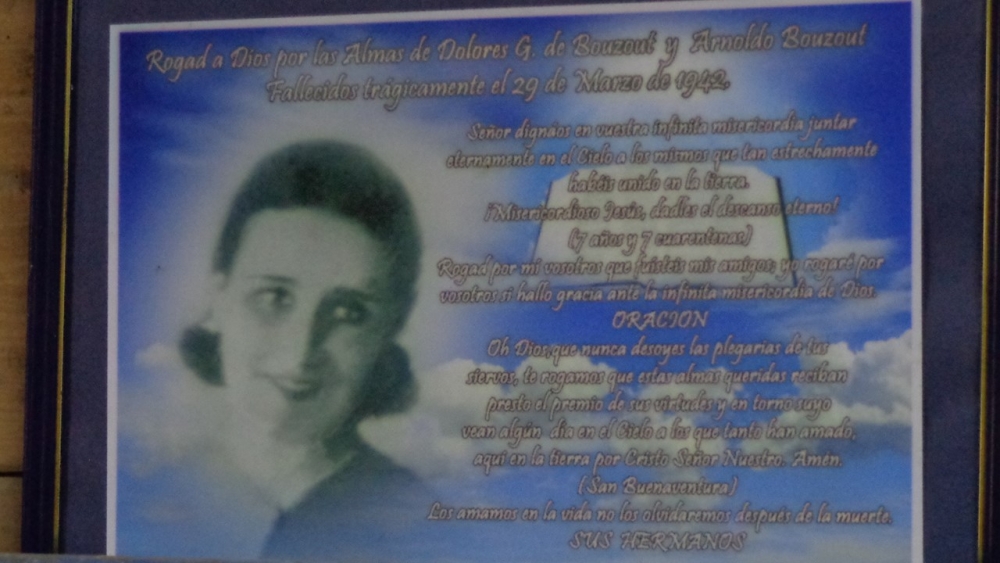 Rogad a Dios por las Almas de Dolores G. de Bouzout y Arnoldo Bouzout
Fallecidos trágicamente el 29 de Marzo de 1942.
Señor dignáos en vuestra infinita misericordia juntar
eternamente en el Cielo a los mismos que tan estrechamente
habéis unido en la tierra.
¡Misericordioso Jesús, dadles el descanso eterno!
(7 años y 7 cuarentenas)
Rogad por mi vosotros que fuisteis mis amigos, yo rogaré por
vosotros si hallo gracia ante la infinita misericordia de Dios.
ORACION
Oh Dios que nunca desoyes las plegarias de tus
siervos, te rogamos que estas almas queridas reciban
presto el premio de sus virtudes y en torno suyo
vean algún dia en el Cielo a los que tanto han amado,
aqui en la tierra por Cristo Señor Nuestro. Amén.
(San Buenaventura)
Los amamos en la vida no los olvidaremos después de la muerte.
SUS HERMANOS